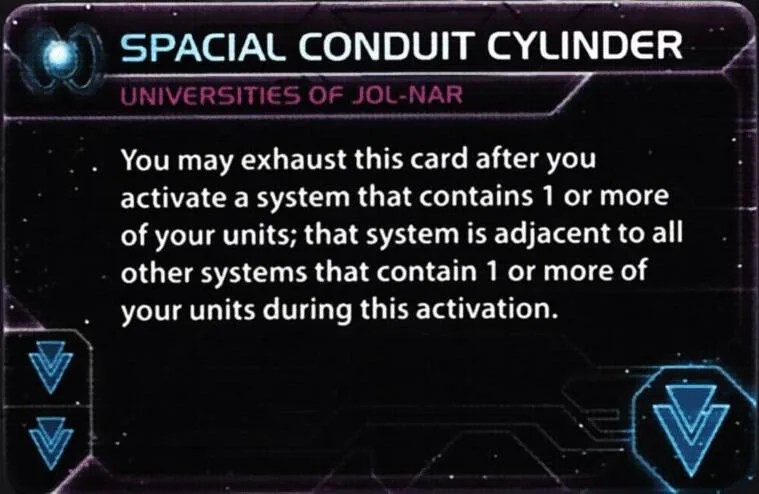 SPACIAL CONDUIT CYLINDER
UNIVERSITIES OF JOL-NAR
You may exhaust this card after you
activate a system that contains 1 or more
of your units; that system is adjacent to all
other systems that contain 1 or more of
your units during this activation.